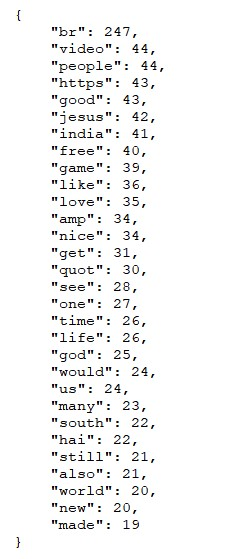 {
"br": 247,
"video": 44,
"people": 44,
"https": 43,
"good": 43,
"jesus": 42,
"india": 41,
"free": 40,
"game": 39,
"like": 36,
"love": 35,
"amp": 34,
"nice": 34,
"get": 31,
"quot": 30,
"see": 28,
"one": 27,
"time": 26,
"life": 26,
"god": 25,
"would": 24,
"us": 24,
"many": 23,
"south": 22,
"hai": 22,
"still": 21,
"also": 21,
"world": 20,
"new": 20,
"made": 19
}